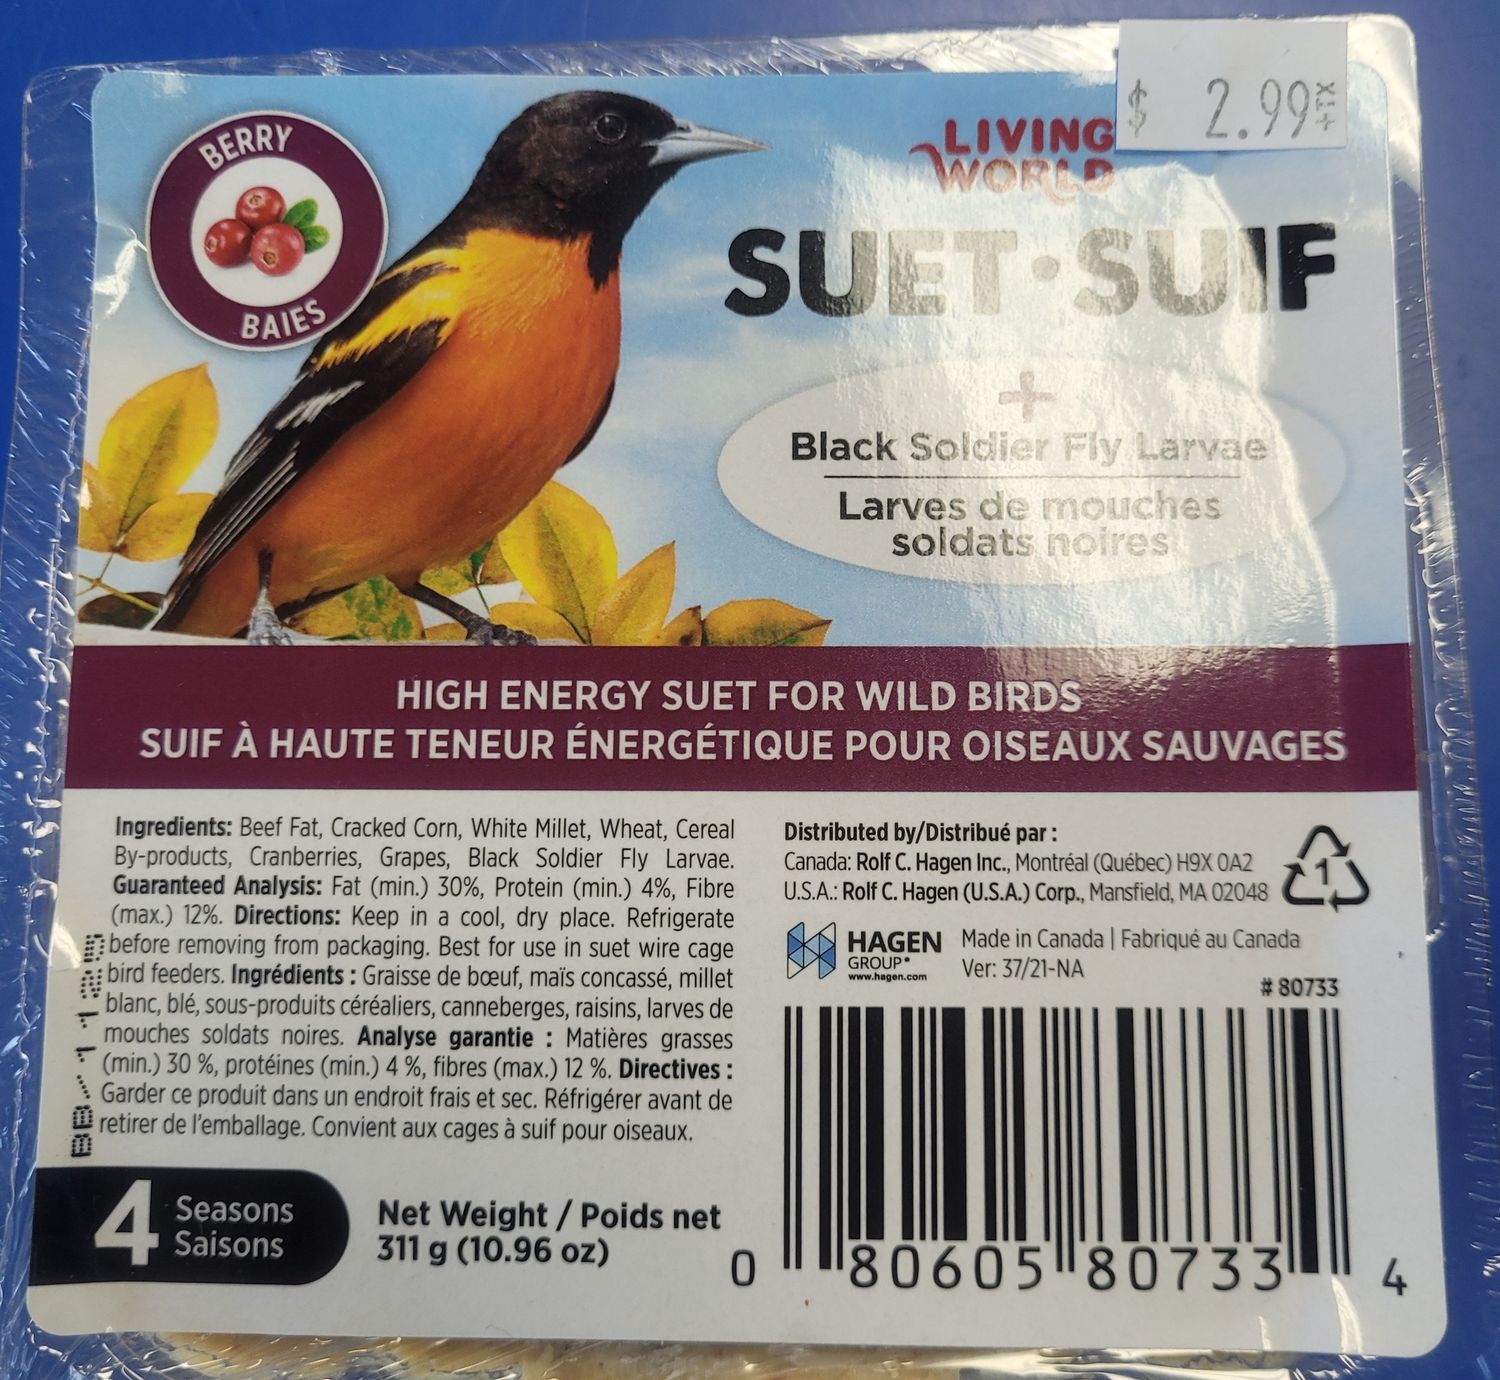 BERRY
BAIES
$ 2.99 +TX
LIVING
WORLD
SUET·SUIF
+
Black Soldier Fly Larvae
Larves de mouches
soldats noires
HIGH ENERGY SUET FOR WILD BIRDS
SUIF À HAUTE TENEUR ÉNERGÉTIQUE POUR OISEAUX SAUVAGES
Ingredients: Beef Fat, Cracked Corn, White Millet, Wheat, Cereal
By-products, Cranberries, Grapes, Black Soldier Fly Larvae.
Guaranteed Analysis: Fat (min.) 30%, Protein (min.) 4%, Fibre
(max.) 12%. Directions: Keep in a cool, dry place. Refrigerate
before removing from packaging. Best for use in suet wire cage
bird feeders. Ingrédients : Graisse de bœuf, maïs concassé, millet
blanc, blé, sous-produits céréaliers, canneberges, raisins, larves de
mouches soldats noires. Analyse garantie : Matières grasses
(min.) 30 %, protéines (min.) 4 %, fibres (max.) 12 %. Directives :
Garder ce produit dans un endroit frais et sec. Réfrigérer avant de
retirer de l'emballage. Convient aux cages à suif pour oiseaux.
4 Seasons
Saisons
Net Weight / Poids net
311 g (10.96 oz)
Distributed by/Distribué par :
Canada: Rolf C. Hagen Inc., Montréal (Québec) H9X 0A2
U.S.A.: Rolf C. Hagen (U.S.A.) Corp., Mansfield, MA 02048
1
HAGEN
GROUP
www.hagen.com
Made in Canada | Fabriqué au Canada
Ver: 37/21-NA
# 80733
0 80605 80733 4